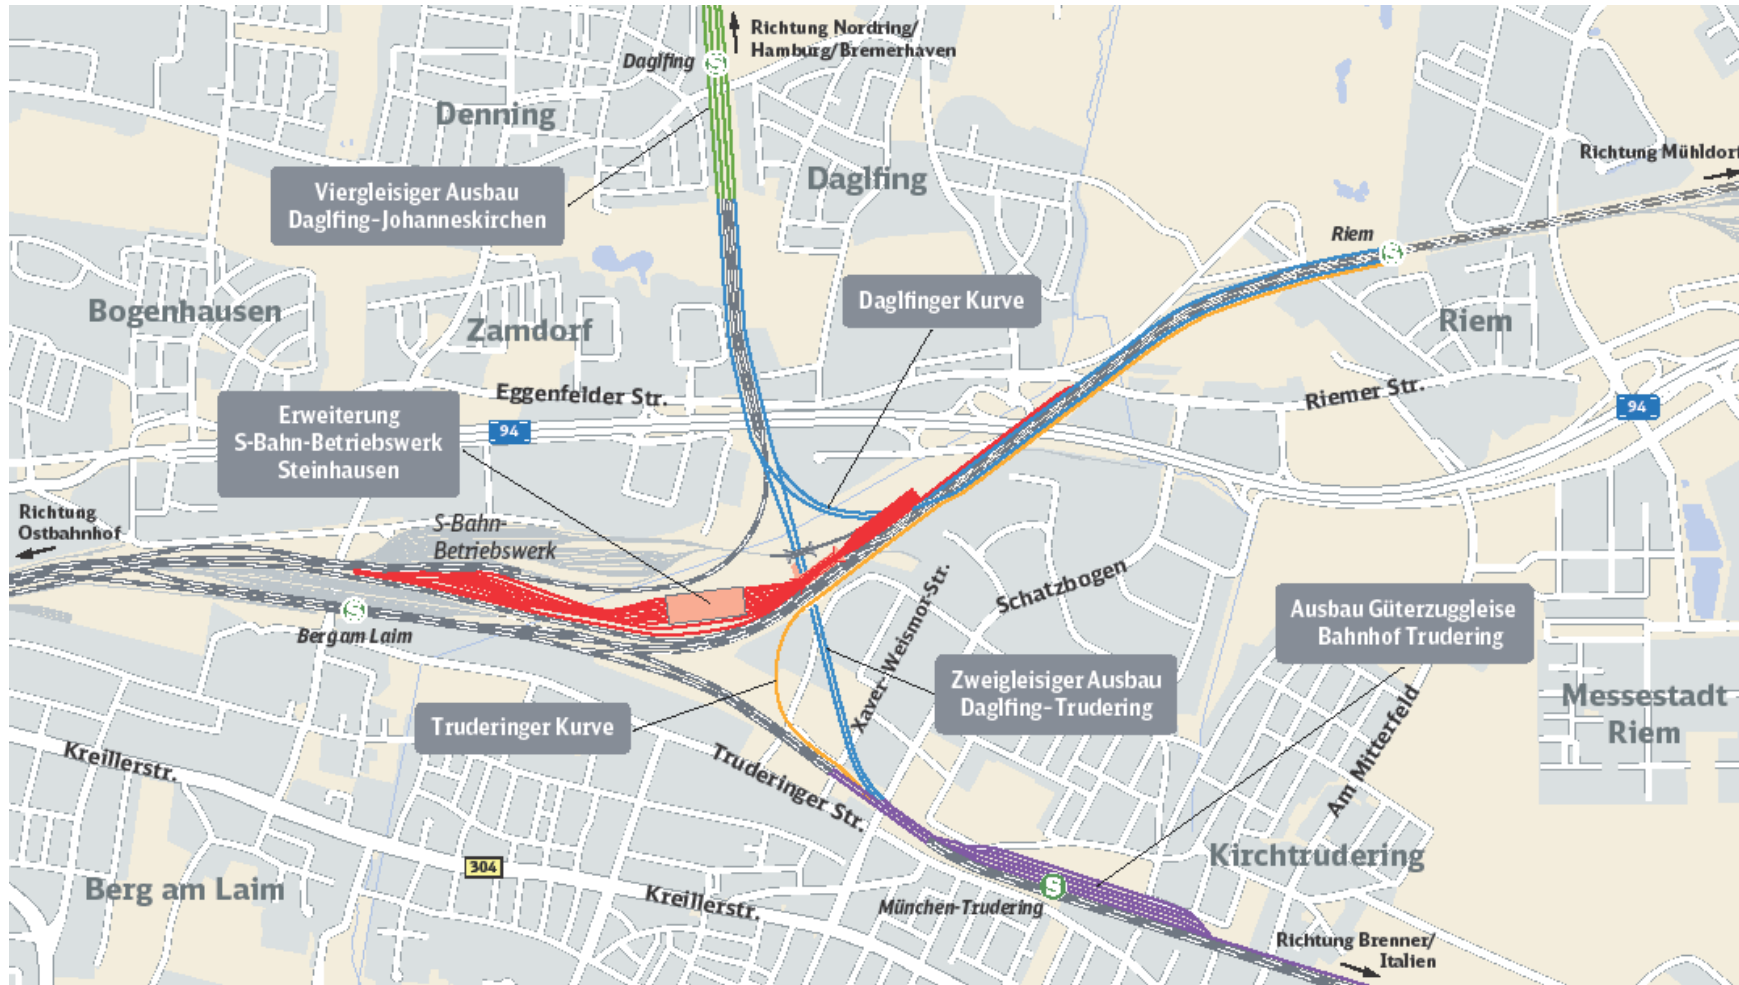 Richtung Nordring/
Hamburg/Bremerhaven
Daglfing
S
Denning
Richtung Mühldorf
Viergleisiger Ausbau
Daglfing-Johanneskirchen
Daglfing
Riem
S
Daglfinger Kurve
Bogenhausen
Zamdorf
Riem
Eggenfelder Str.
Riemer Str.
94
Erweiterung
S-Bahn-Betriebswerk
Steinhausen
94
Richtung
Ostbahnhof
S-Bahn-
Betriebswerk
Schatzbogen
Xaver-Weismor-Str.
S
Berg am Laim
Ausbau Güterzuggleise
Bahnhof Trudering
Zweigleisiger Ausbau
Daglfing-Trudering
Messestadt
Riem
Truderinger Kurve
Am Mitterfeld
Kreillerstr.
Truderinger Str.
Kirchtrudering
304
Berg am Laim
Kreillerstr.
S
München-Trudering
Richtung Brenner/
Italien